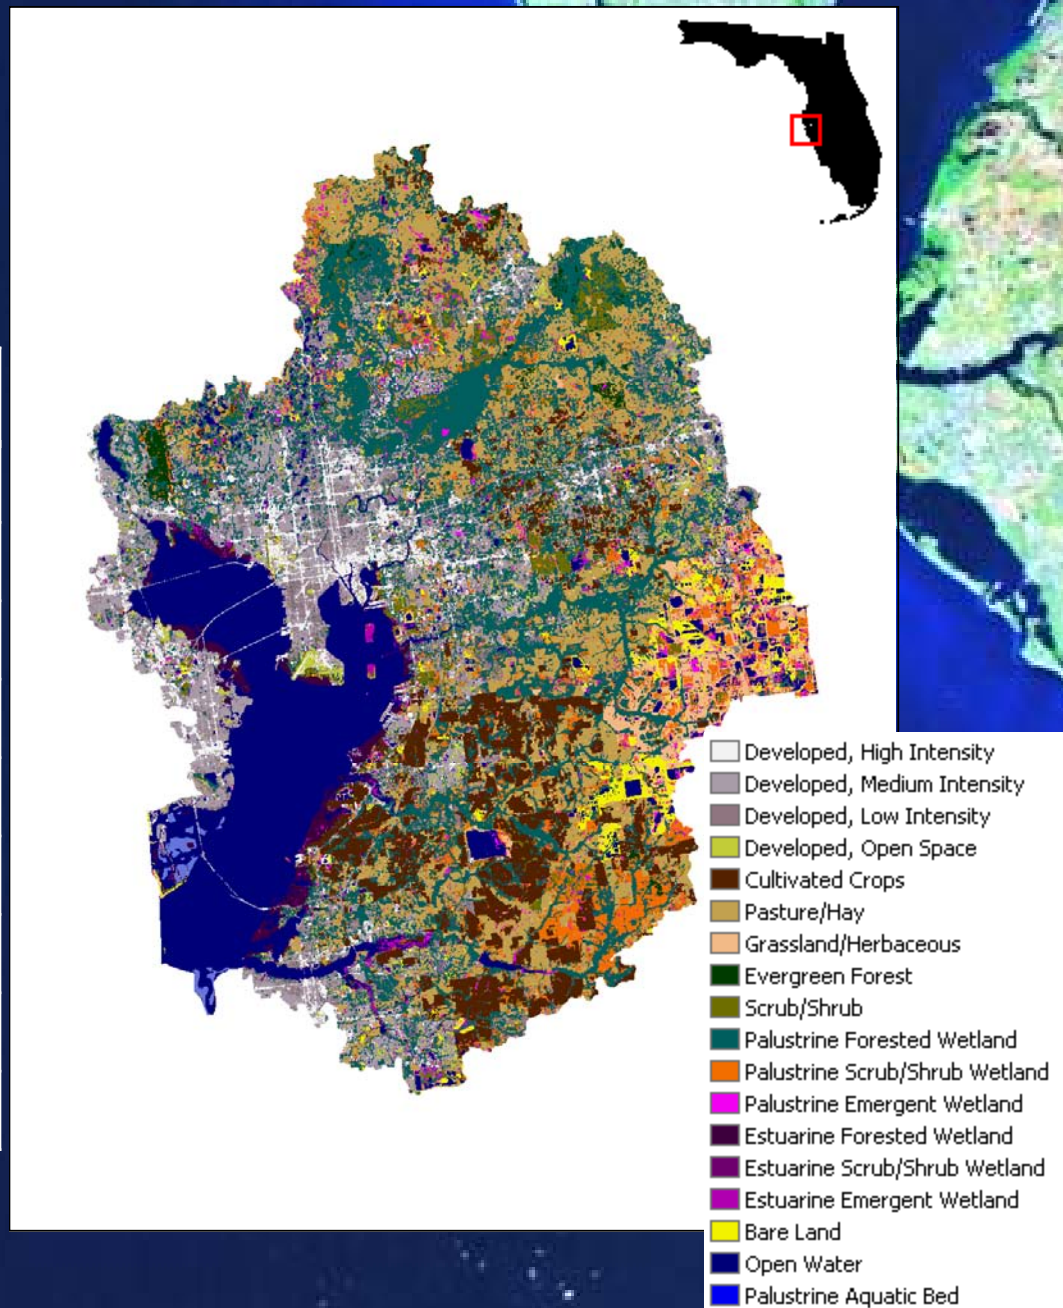 Developed, High Intensity
Developed, Medium Intensity
Developed, Low Intensity
Developed, Open Space
Cultivated Crops
Pasture/Hay
Grassland/Herbaceous
Evergreen Forest
Scrub/Shrub
Palustrine Forested Wetland
Palustrine Scrub/Shrub Wetland
Palustrine Emergent Wetland
Estuarine Forested Wetland
Estuarine Scrub/Shrub Wetland
Estuarine Emergent Wetland
Bare Land
Open Water
Palustrine Aquatic Bed